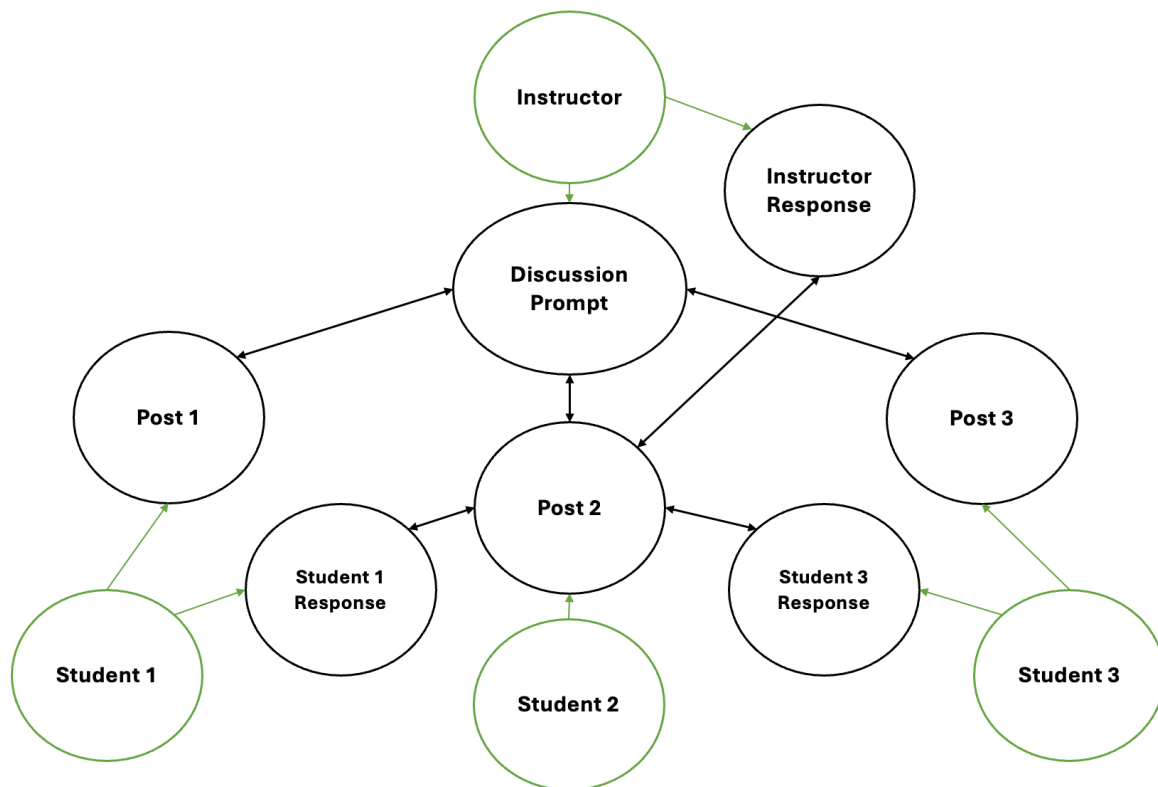 Instructor
Instructor
Response
Discussion
Prompt
Post 1
Post 3
Post 2
Student 1
Response
Student 3
Response
Student 1
Student 2
Student 3